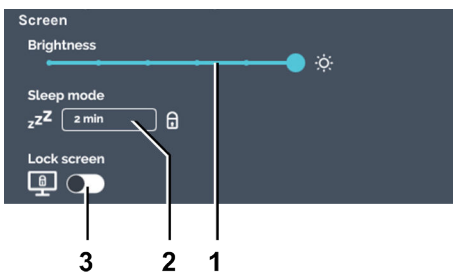 Screen
Brightness
Sleep mode
zzZ 2 min
Lock screen
3 2 1